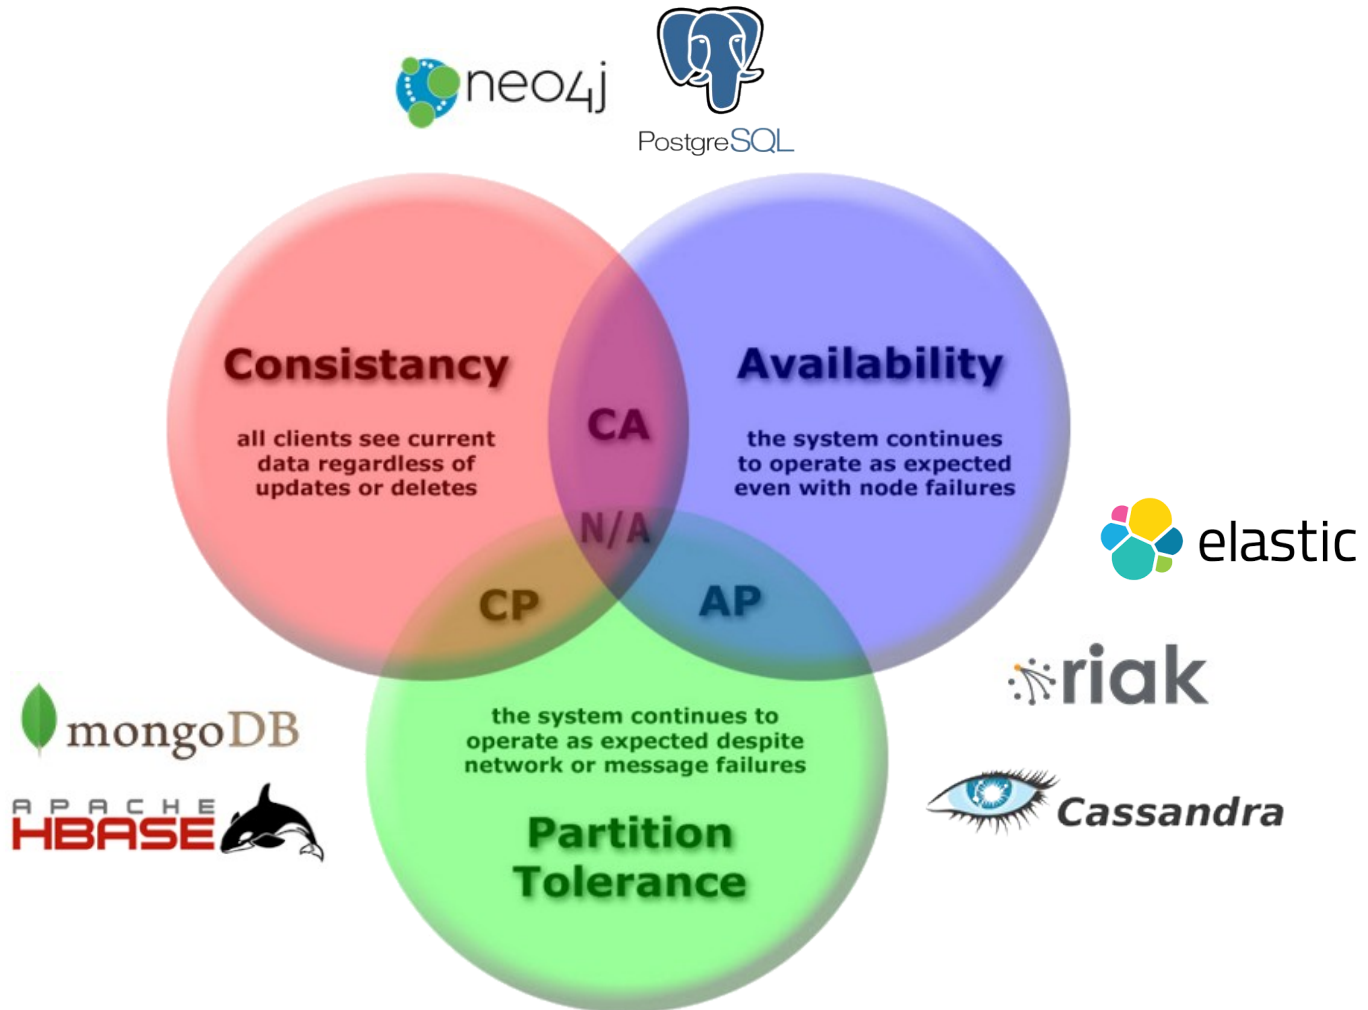 neo4j
PostgreSQL
Consistancy
all clients see current
data regardless of
updates or deletes
CA
Availability
the system continues
to operate as expected
even with node failures
N/A
CP
AP
elastic
riak
Cassandra
mongoDB
APACHE
HBASE
the system continues to
operate as expected despite
network or message failures
Partition
Tolerance